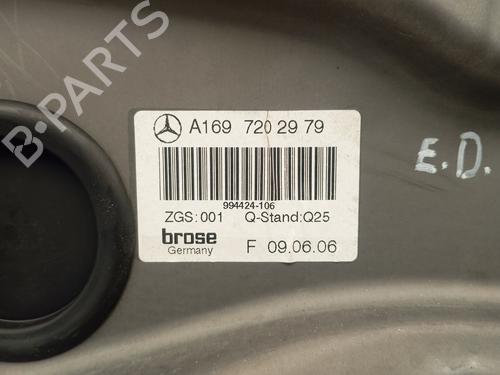 A169 720 29 79
994424-106
ZGS:001 Q-Stand:Q25
brose
Germany
F 09.06.06
E.D.
B-PARTS